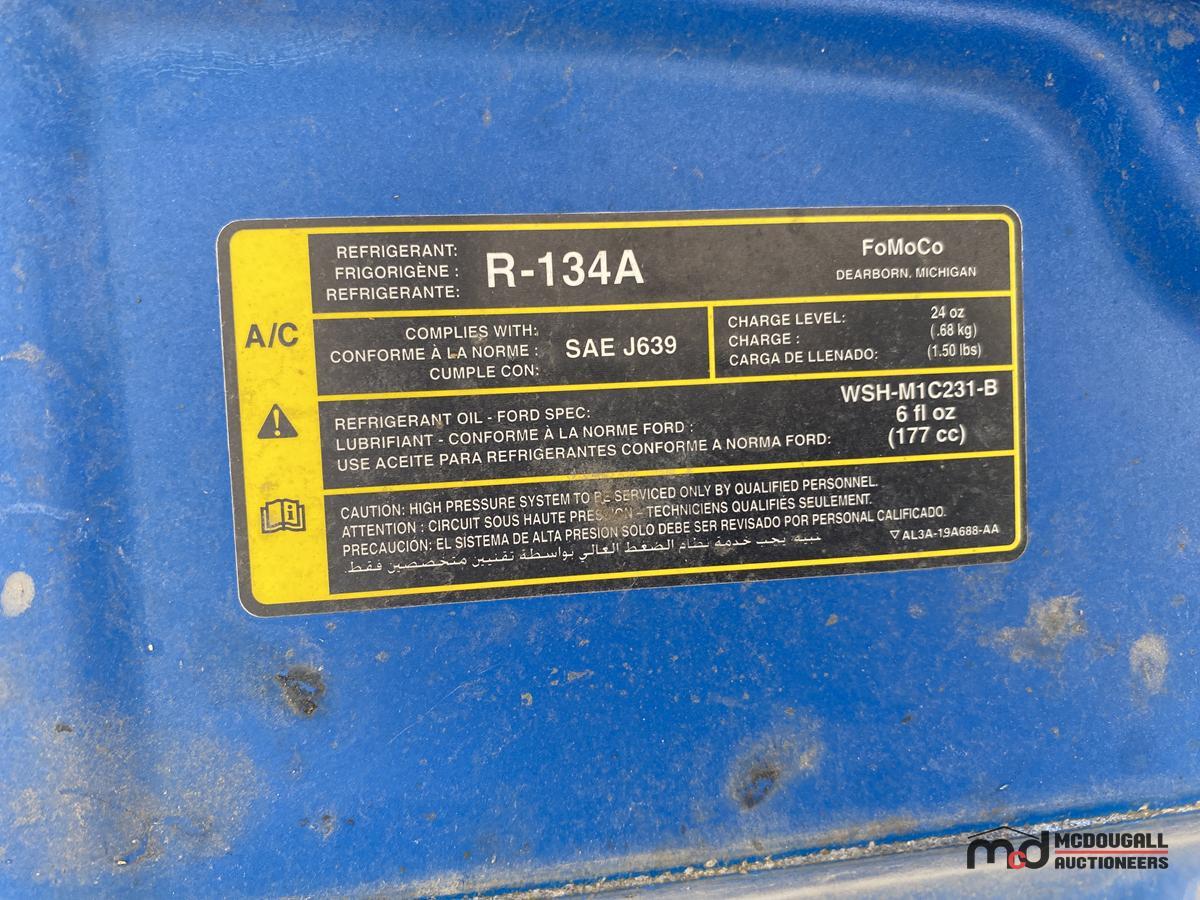 A/C
REFRIGERANT:
FRIGORIGÈNE :
REFRIGERANTE:
R-134A
FoMoCo
DEARBORN, MICHIGAN
COMPLIES WITH:
CONFORME À LA NORME :
CUMPLE CON:
SAE J639
CHARGE LEVEL:
CHARGE :
CARGA DE LLENADO:
24 oz
(.68 kg)
(1.50 lbs)
REFRIGERANT OIL - FORD SPEC:
LUBRIFIANT - CONFORME À LA NORME FORD :
USE ACEITE PARA REFRIGERANTES CONFORME A NORMA FORD:
WSH-M1C231-B
6 fl oz
(177 cc)
CAUTION: HIGH PRESSURE SYSTEM TO BE SERVICED ONLY BY QUALIFIED PERSONNEL.
ATTENTION : CIRCUIT SOUS HAUTE PRESSION - TECHNICIENS QUALIFIÉS SEULEMENT.
PRECAUCIÓN: EL SISTEMA DE ALTA PRESION SOLO DEBE SER REVISADO POR PERSONAL CALIFICADO.
تنبيه: يجب خدمة نظام الضغط العالي بواسطة تقنيين متخصصين فقط.
AL3A-19A688-AA
mcd MCDOUGALL
AUCTIONEERS